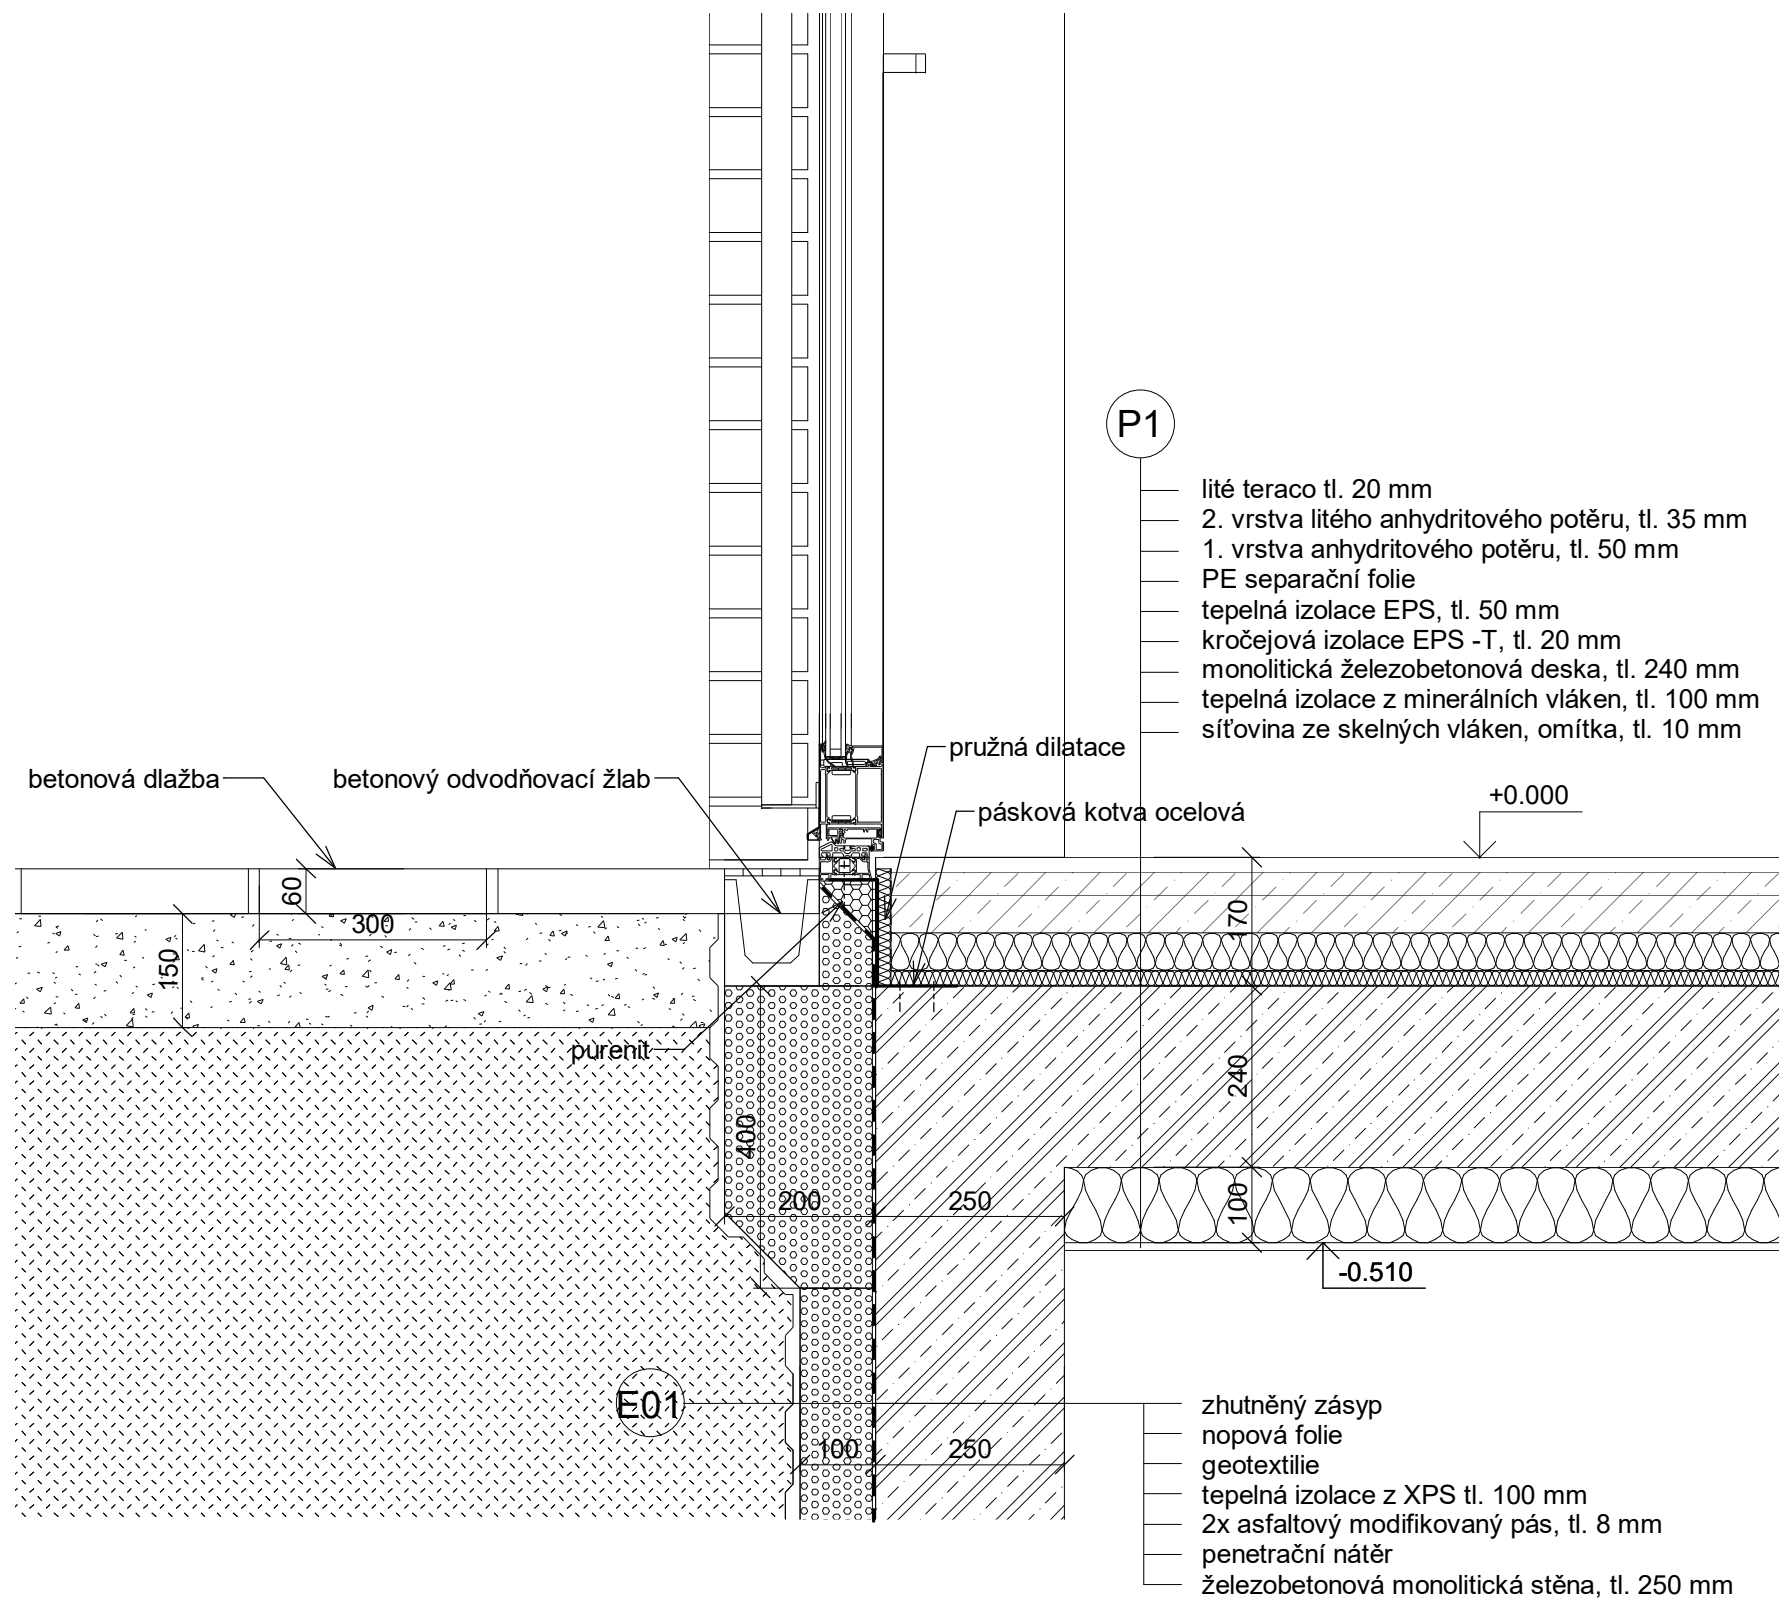 P1
lité teraco tl. 20 mm
2. vrstva litého anhydritového potěru, tl. 35 mm
1. vrstva anhydritového potěru, tl. 50 mm
PE separační folie
tepelná izolace EPS, tl. 50 mm
kročejová izolace EPS -T, tl. 20 mm
monolitická železobetonová deska, tl. 240 mm
tepelná izolace z minerálních vláken, tl. 100 mm
síťovina ze skelných vláken, omítka, tl. 10 mm
pružná dilatace
betonová dlažba
betonový odvodňovací žlab
pásková kotva ocelová
+0.000
60
300
170
150
purenit
240
400
200
250
100
-0.510
E01
zhutněný zásyp
nopová folie
100
250
geotextilie
tepelná izolace z XPS tl. 100 mm
2x asfaltový modifikovaný pás, tl. 8 mm
penetrační nátěr
železobetonová monolitická stěna, tl. 250 mm